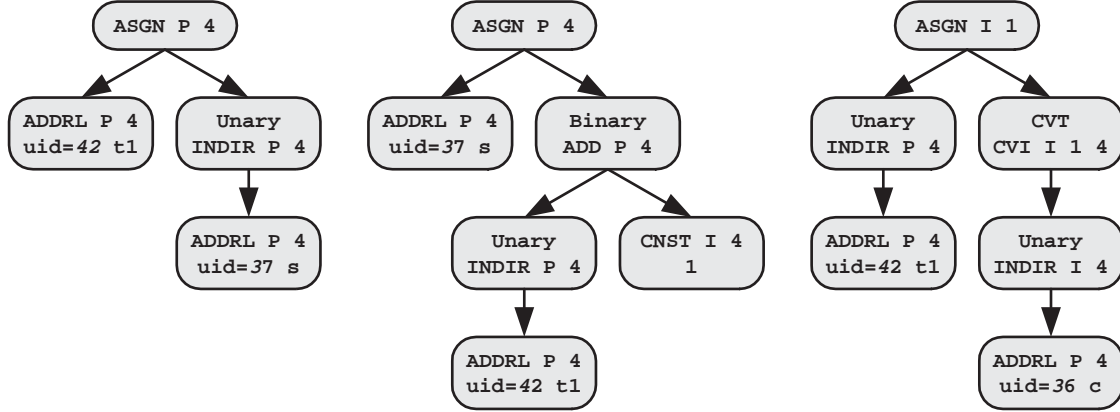 ASGN P 4
ADDRL P 4
uid=42 t1
Unary
INDIR P 4
ADDRL P 4
uid=37 s
ASGN P 4
ADDRL P 4
uid=37 s
Binary
ADD P 4
Unary
INDIR P 4
CNST I 4
1
ADDRL P 4
uid=42 t1
ASGN I 1
Unary
INDIR P 4
CVT
CVI I 1 4
ADDRL P 4
uid=42 t1
Unary
INDIR I 4
ADDRL P 4
uid=36 c